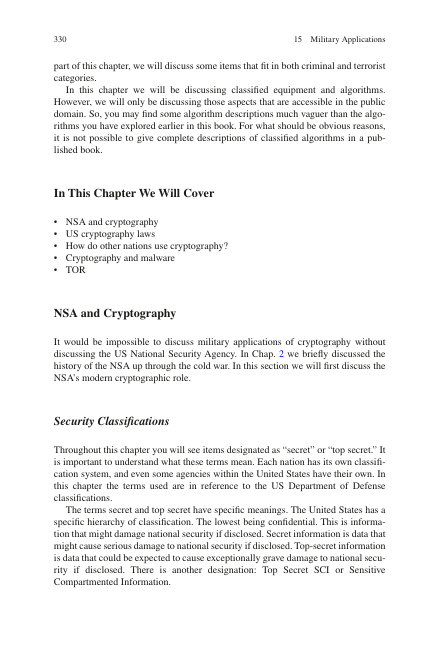 330
15 Military Applications
part of this chapter, we will discuss some items that fit in both criminal and terrorist
categories.
In this chapter we will be discussing classified equipment and algorithms.
However, we will only be discussing those aspects that are accessible in the public
domain. So, you may find some algorithm descriptions much vaguer than the algo-
rithms you have explored earlier in this book. For what should be obvious reasons,
it is not possible to give complete descriptions of classified algorithms in a pub-
lished book.
In This Chapter We Will Cover
• NSA and cryptography
• US cryptography laws
• How do other nations use cryptography?
• Cryptography and malware
• TOR
NSA and Cryptography
It would be impossible to discuss military applications of cryptography without
discussing the US National Security Agency. In Chap. 2 we briefly discussed the
history of the NSA up through the cold war. In this section we will first discuss the
NSA's modern cryptographic role.
Security Classifications
Throughout this chapter you will see items designated as “secret” or “top secret.” It
is important to understand what these terms mean. Each nation has its own classifi-
cation system, and even some agencies within the United States have their own. In
this chapter the terms used are in reference to the US Department of Defense
classifications.
The terms secret and top secret have specific meanings. The United States has a
specific hierarchy of classification. The lowest being confidential. This is informa-
tion that might damage national security if disclosed. Secret information is data that
might cause serious damage to national security if disclosed. Top-secret information
is data that could be expected to cause exceptionally grave damage to national secu-
rity if disclosed. There is another designation: Top Secret SCI or Sensitive
Compartmented Information.